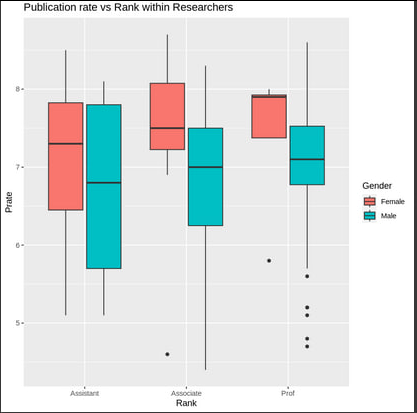 Publication rate vs Rank within Researchers
8
7
6
5
Prate
Assistant Associate Prof
Rank
Gender
Female
Male